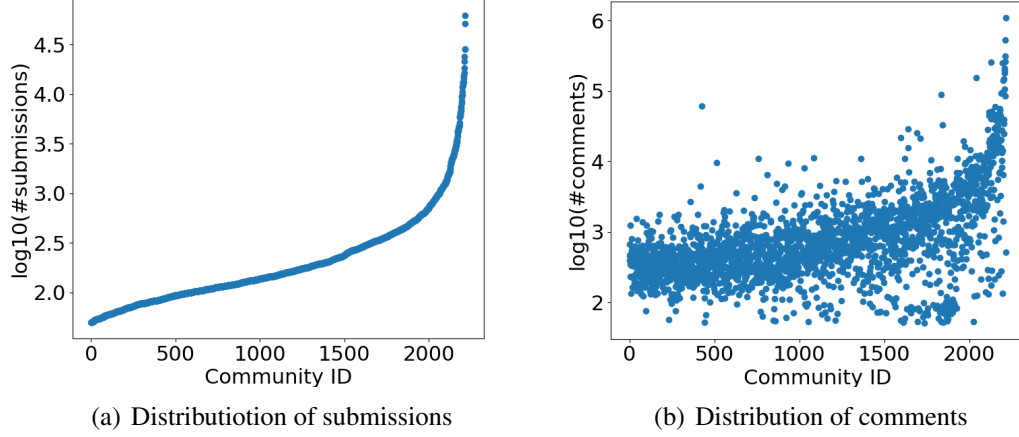 4.5
4.0
3.5
3.0
2.5
2.0
log10(#submissions)
0 500 1000 1500 2000
Community ID
(a) Distributiotion of submissions
6
5
4
3
2
log10(#comments)
0 500 1000 1500 2000
Community ID
(b) Distribution of comments